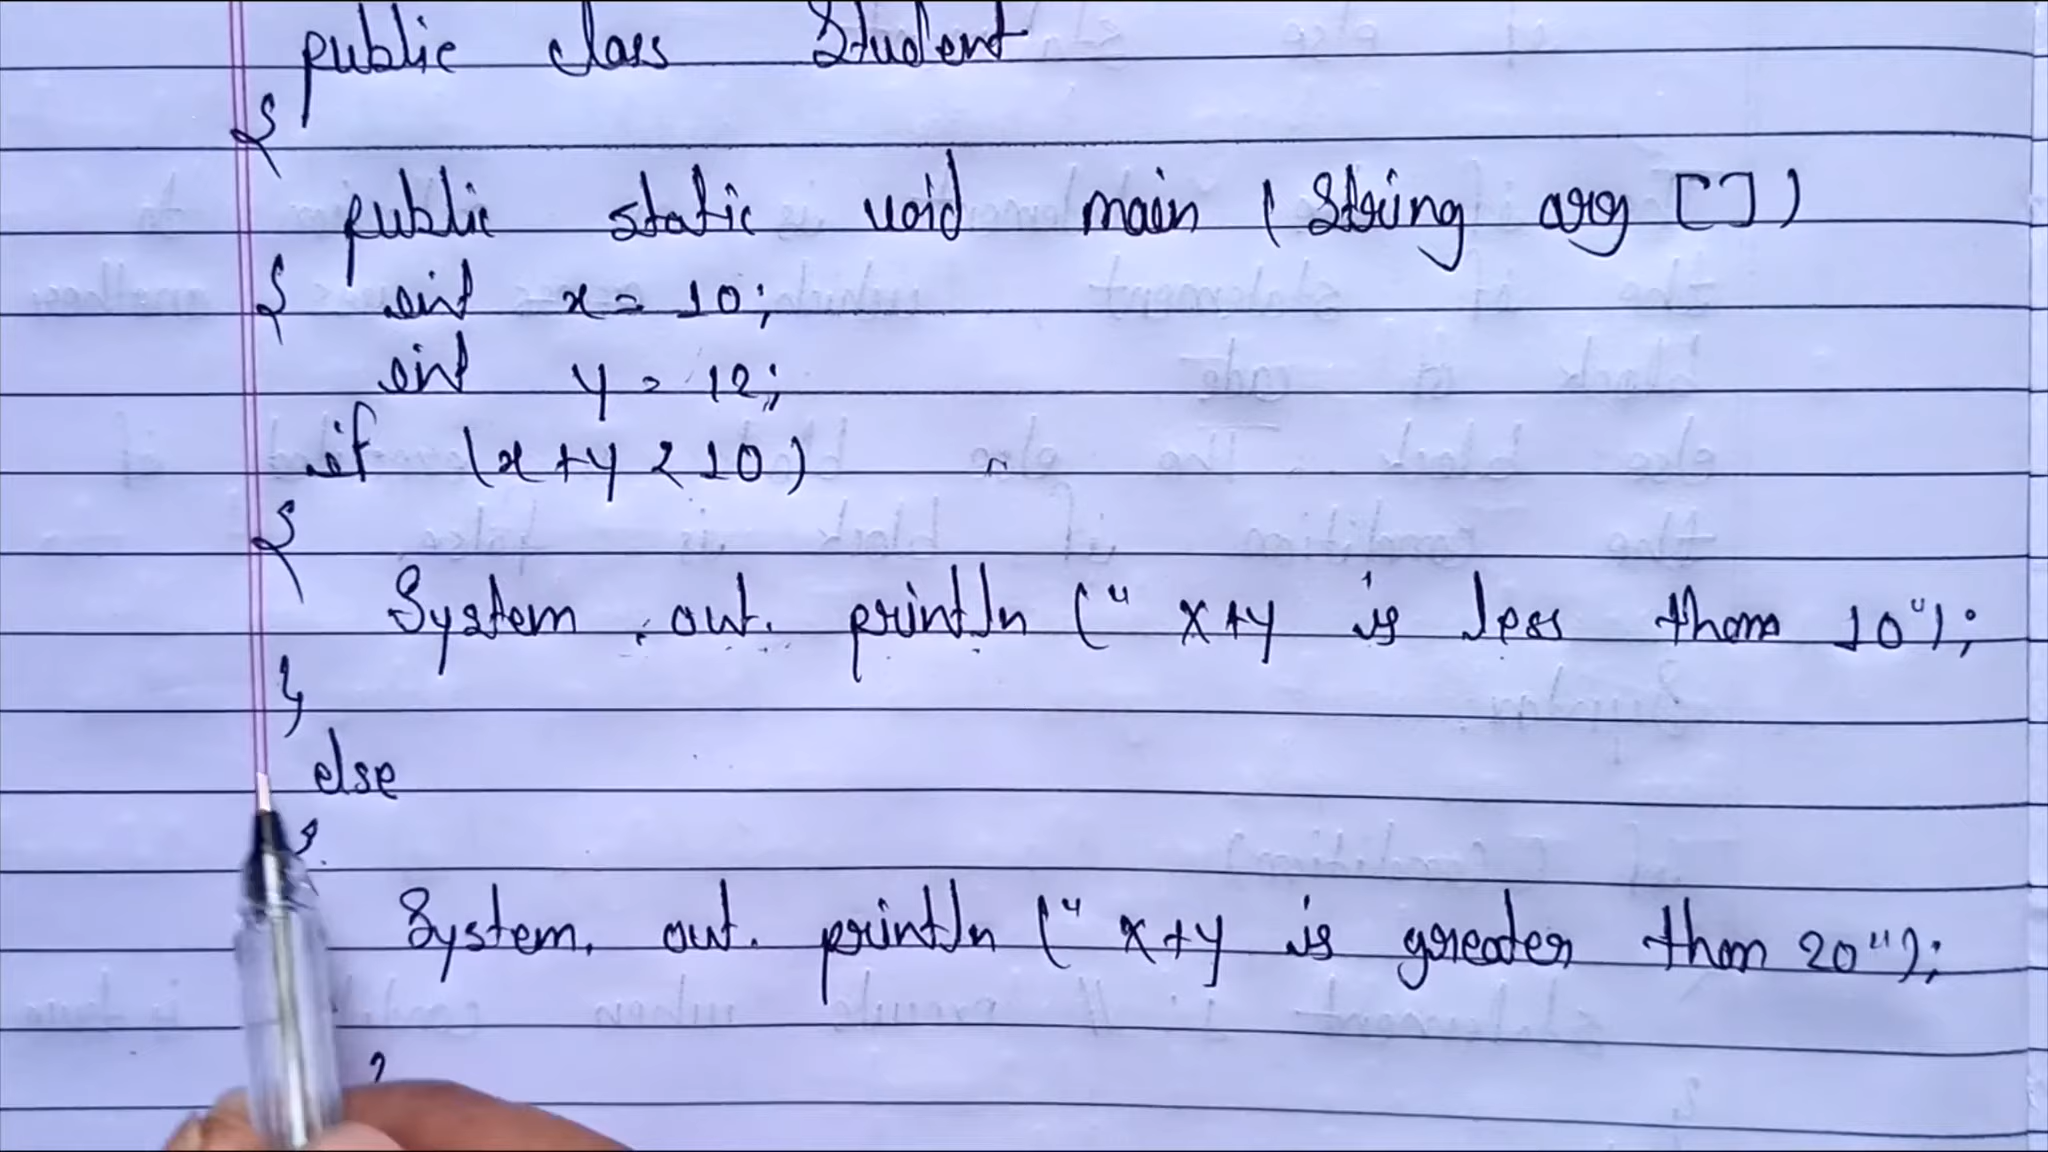 public class Student
{
public static void main (String arg [])
{ int x = 10;
int y = 12;
if (x+y < 10)
{
System . out. println (" x+y is less than 10");
}
else
{
System. out. println (" x+y is greater than 20");
}